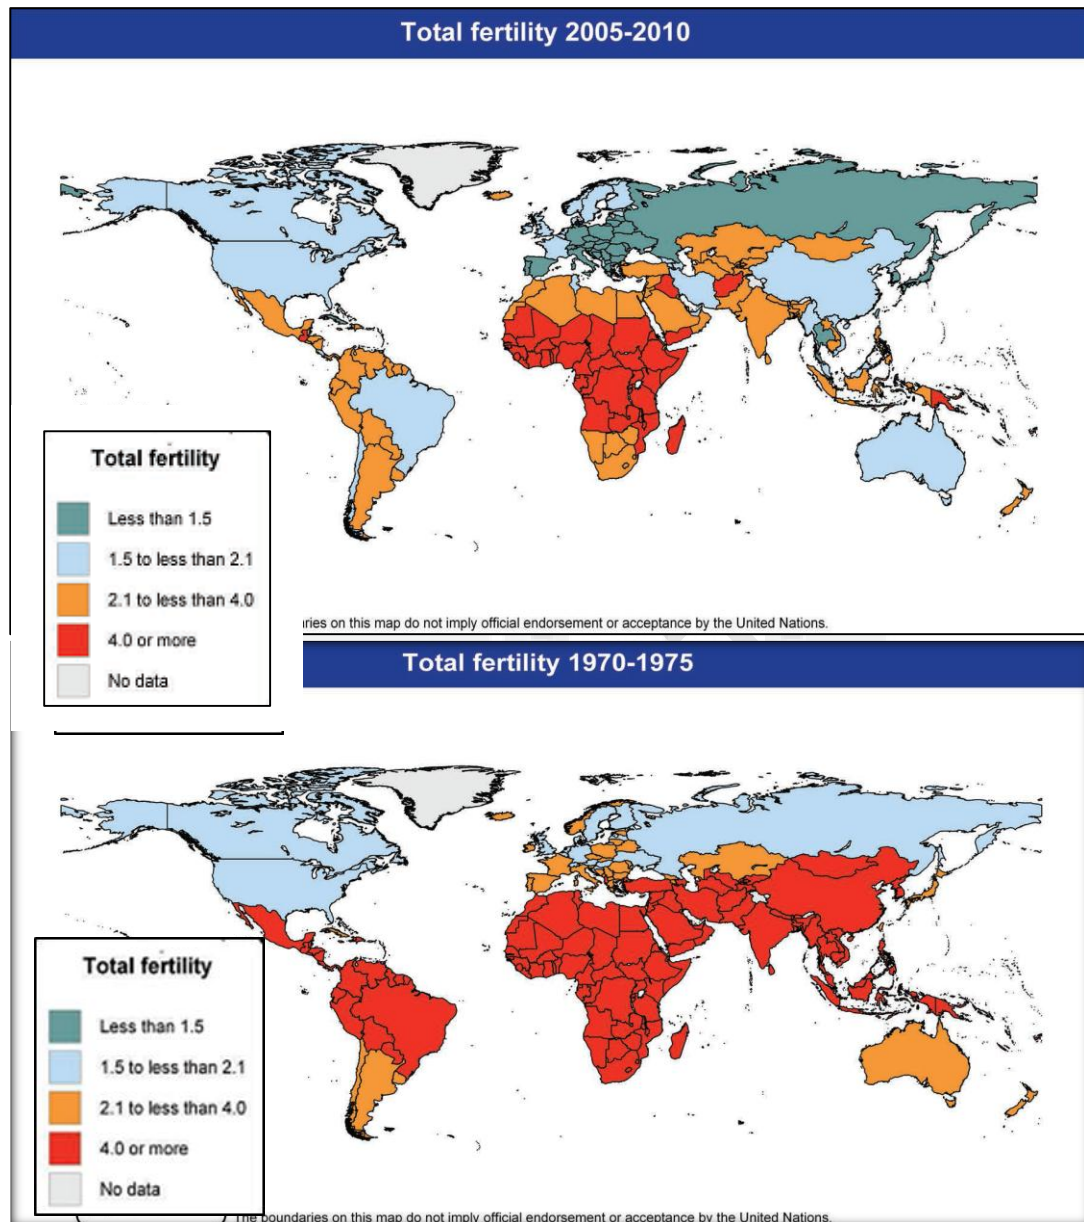 Total fertility 2005-2010
Total fertility
Less than 1.5
1.5 to less than 2.1
2.1 to less than 4.0
4.0 or more
No data
ries on this map do not imply official endorsement or acceptance by the United Nations.
Total fertility 1970-1975
Total fertility
Less than 1.5
1.5 to less than 2.1
2.1 to less than 4.0
4.0 or more
No data
The boundaries on this map do not imply official endorsement or acceptance by the United Nations.